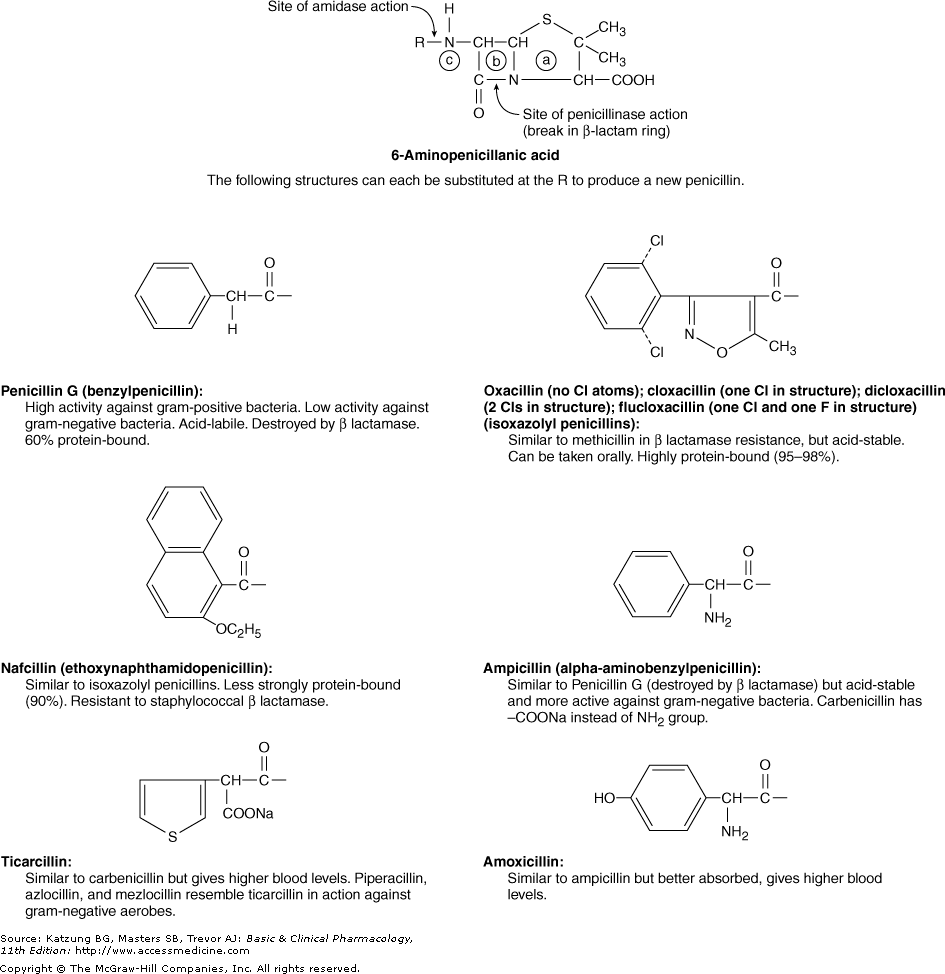 Site of amidase action
H
S
CH3
R–N–CH–CH
C
CH3
c
b
a
C–N
CH–COOH
O
Site of penicillinase action
(break in β-lactam ring)
6-Aminopenicillanic acid
The following structures can each be substituted at the R to produce a new penicillin.
O
CH–C–
H
Penicillin G (benzylpenicillin):
High activity against gram-positive bacteria. Low activity against
gram-negative bacteria. Acid-labile. Destroyed by β lactamase.
60% protein-bound.
Cl
O
C–
N
O
CH3
Cl
Oxacillin (no Cl atoms); cloxacillin (one Cl in structure); dicloxacillin
(2 Cls in structure); flucloxacillin (one Cl and one F in structure)
(isoxazolyl penicillins):
Similar to methicillin in β lactamase resistance, but acid-stable.
Can be taken orally. Highly protein-bound (95–98%).
O
C–
OC2H5
Nafcillin (ethoxynaphthamidopenicillin):
Similar to isoxazolyl penicillins. Less strongly protein-bound
(90%). Resistant to staphylococcal β lactamase.
O
CH–C–
NH2
Ampicillin (alpha-aminobenzylpenicillin):
Similar to Penicillin G (destroyed by β lactamase) but acid-stable
and more active against gram-negative bacteria. Carbenicillin has
–COONa instead of NH2 group.
O
CH–C–
COONa
S
Ticarcillin:
Similar to carbenicillin but gives higher blood levels. Piperacillin,
azlocillin, and mezlocillin resemble ticarcillin in action against
gram-negative aerobes.
O
HO
CH–C–
NH2
Amoxicillin:
Similar to ampicillin but better absorbed, gives higher blood
levels.
Source: Katzung BG, Masters SB, Trevor AJ: Basic & Clinical Pharmacology,
11th Edition: http://www.accessmedicine.com
Copyright © The McGraw-Hill Companies, Inc. All rights reserved.